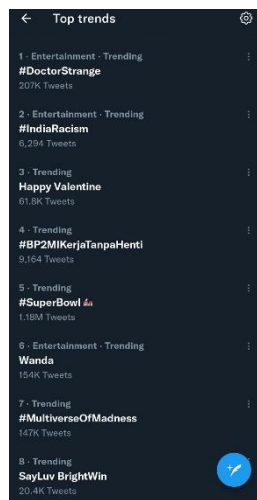 Top trends
1 · Entertainment · Trending
#DoctorStrange
207K Tweets
2 · Entertainment · Trending
#IndiaRacism
6,294 Tweets
3 · Trending
Happy Valentine
61.8K Tweets
4 · Trending
#BP2MIKerjaTanpaHenti
9,164 Tweets
5 · Trending
#SuperBowl
1.18M Tweets
6 · Entertainment · Trending
Wanda
154K Tweets
7 · Trending
#MultiverseOfMadness
147K Tweets
8 · Trending
SayLuv BrightWin
20.4K Tweets